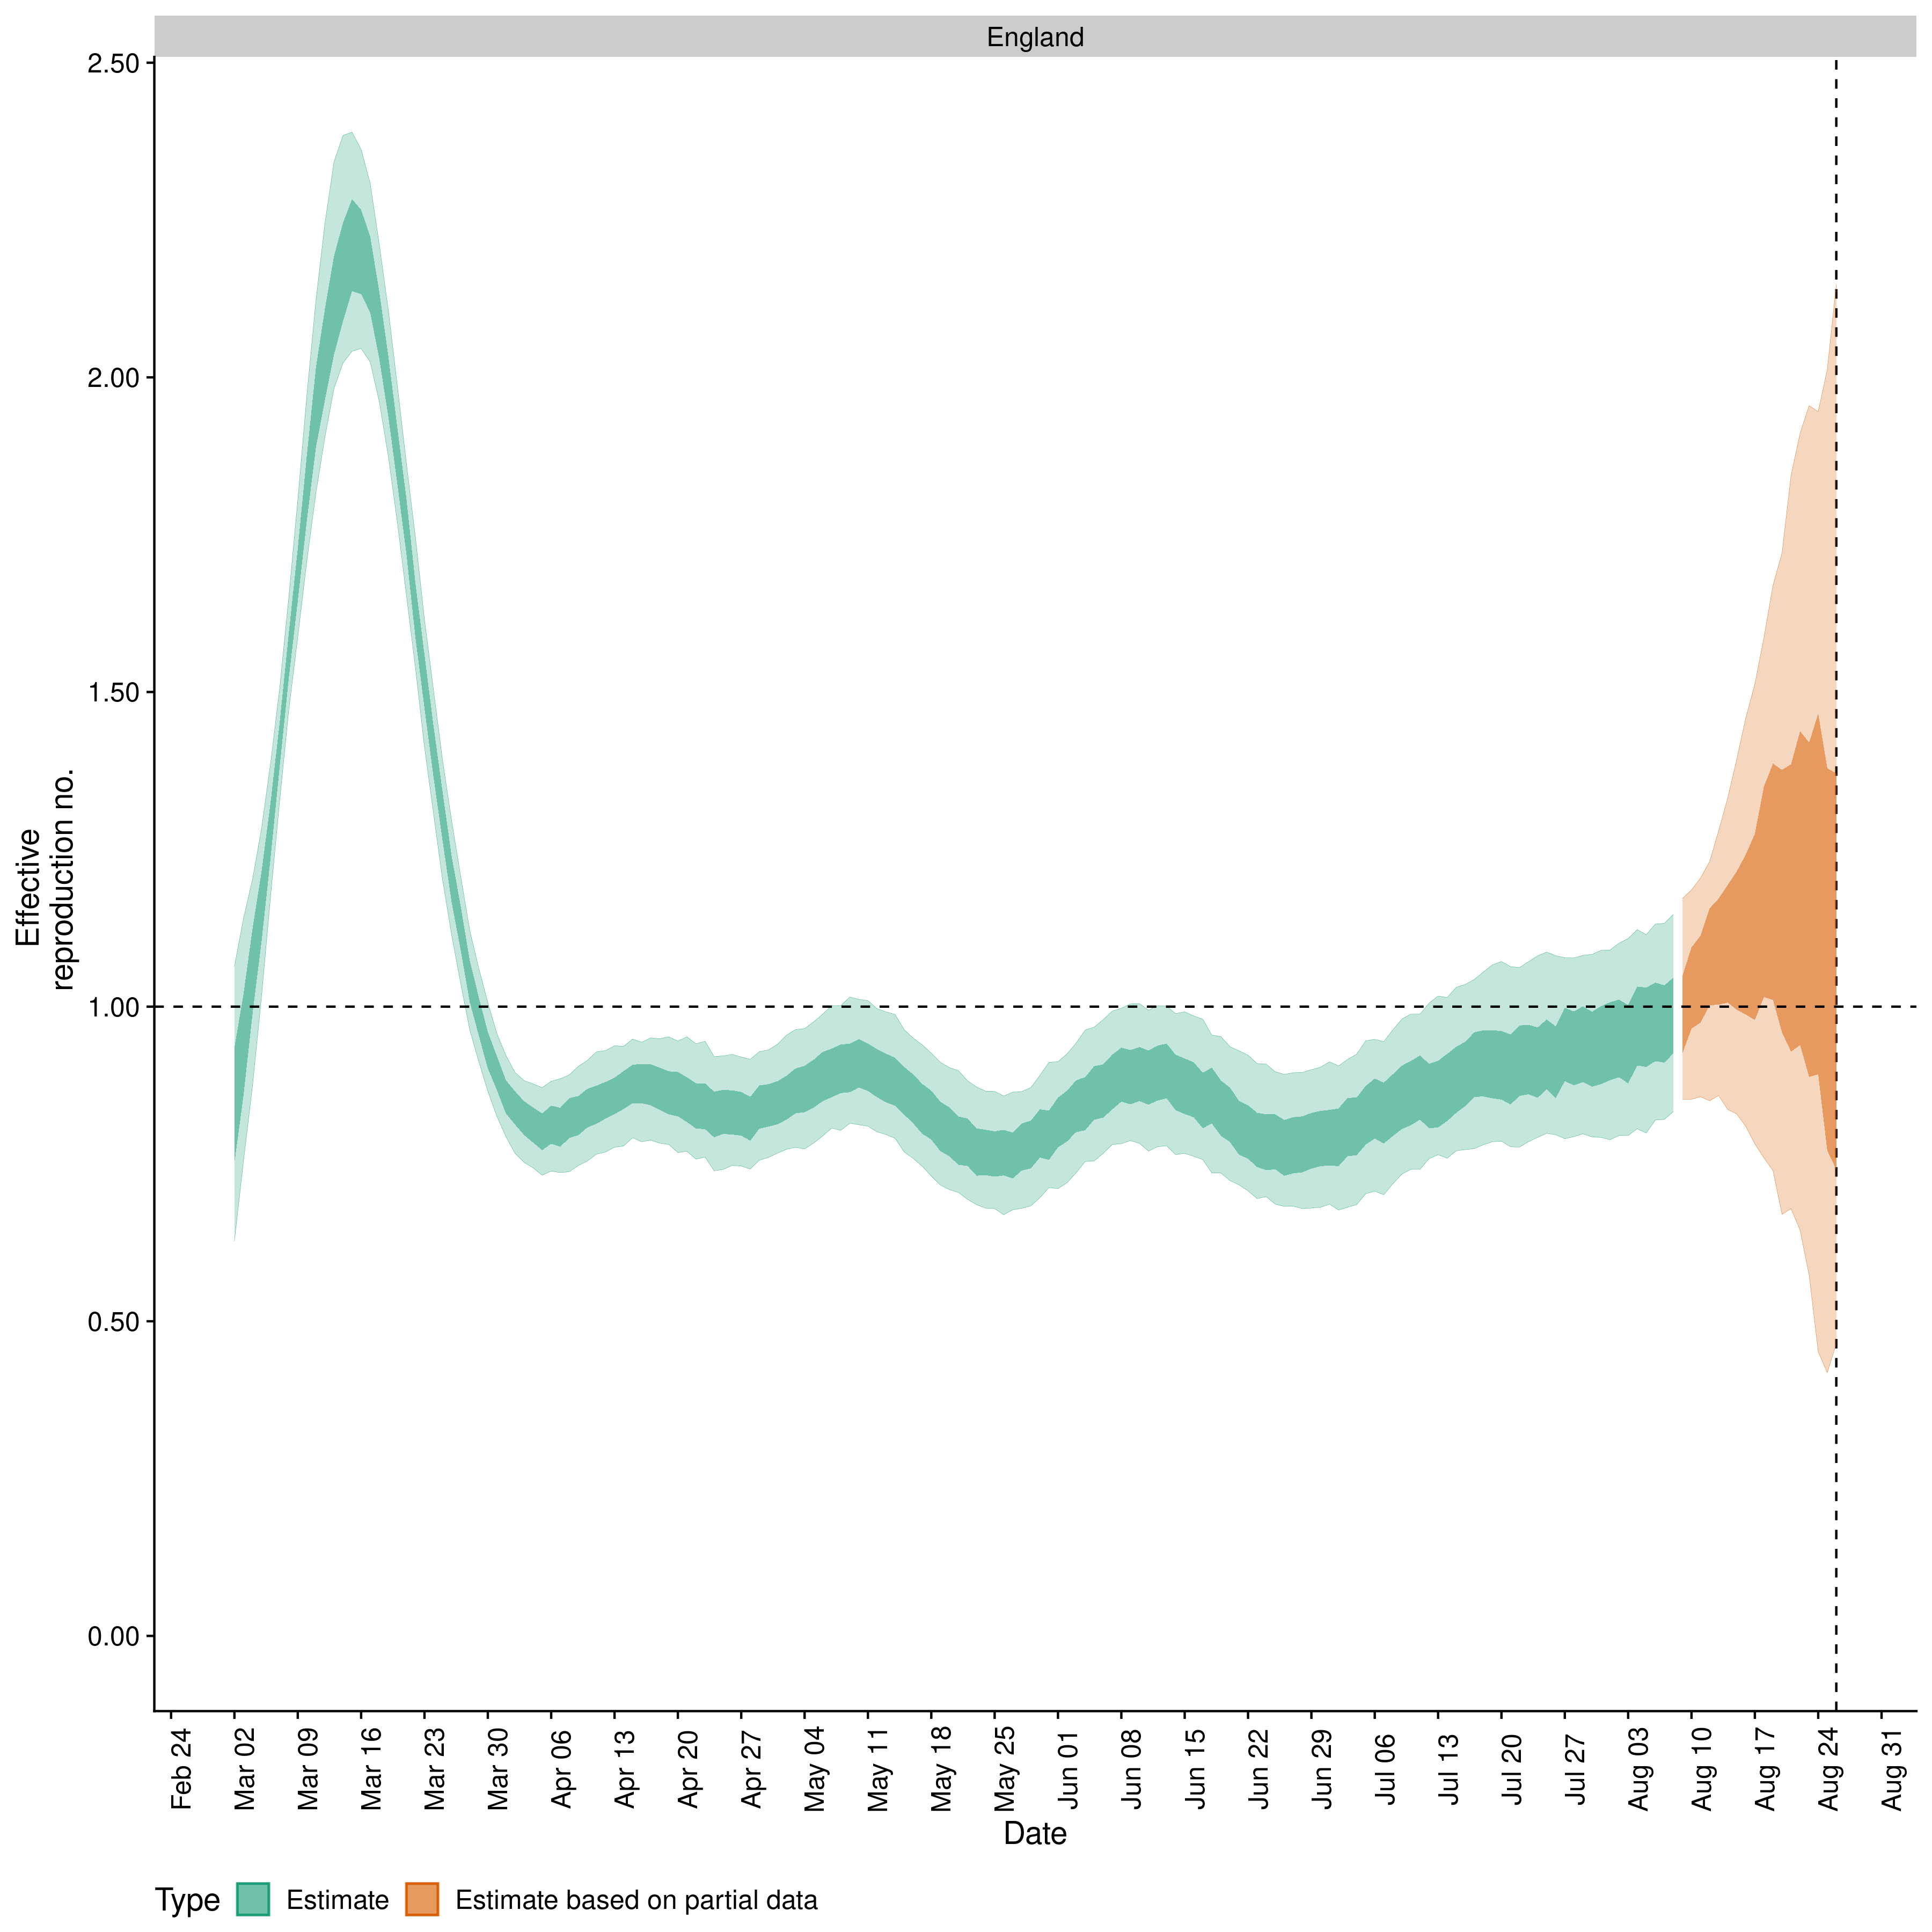 England
2.50
2.00
1.50
1.00
0.50
0.00
Effective
reproduction no.
Feb 24
Mar 02
Mar 09
Mar 16
Mar 23
Mar 30
Apr 06
Apr 13
Apr 20
Apr 27
May 04
May 11
May 18
May 25
Jun 01
Jun 08
Jun 15
Jun 22
Jun 29
Jul 06
Jul 13
Jul 20
Jul 27
Aug 03
Aug 10
Aug 17
Aug 24
Aug 31
Date
Type Estimate Estimate based on partial data